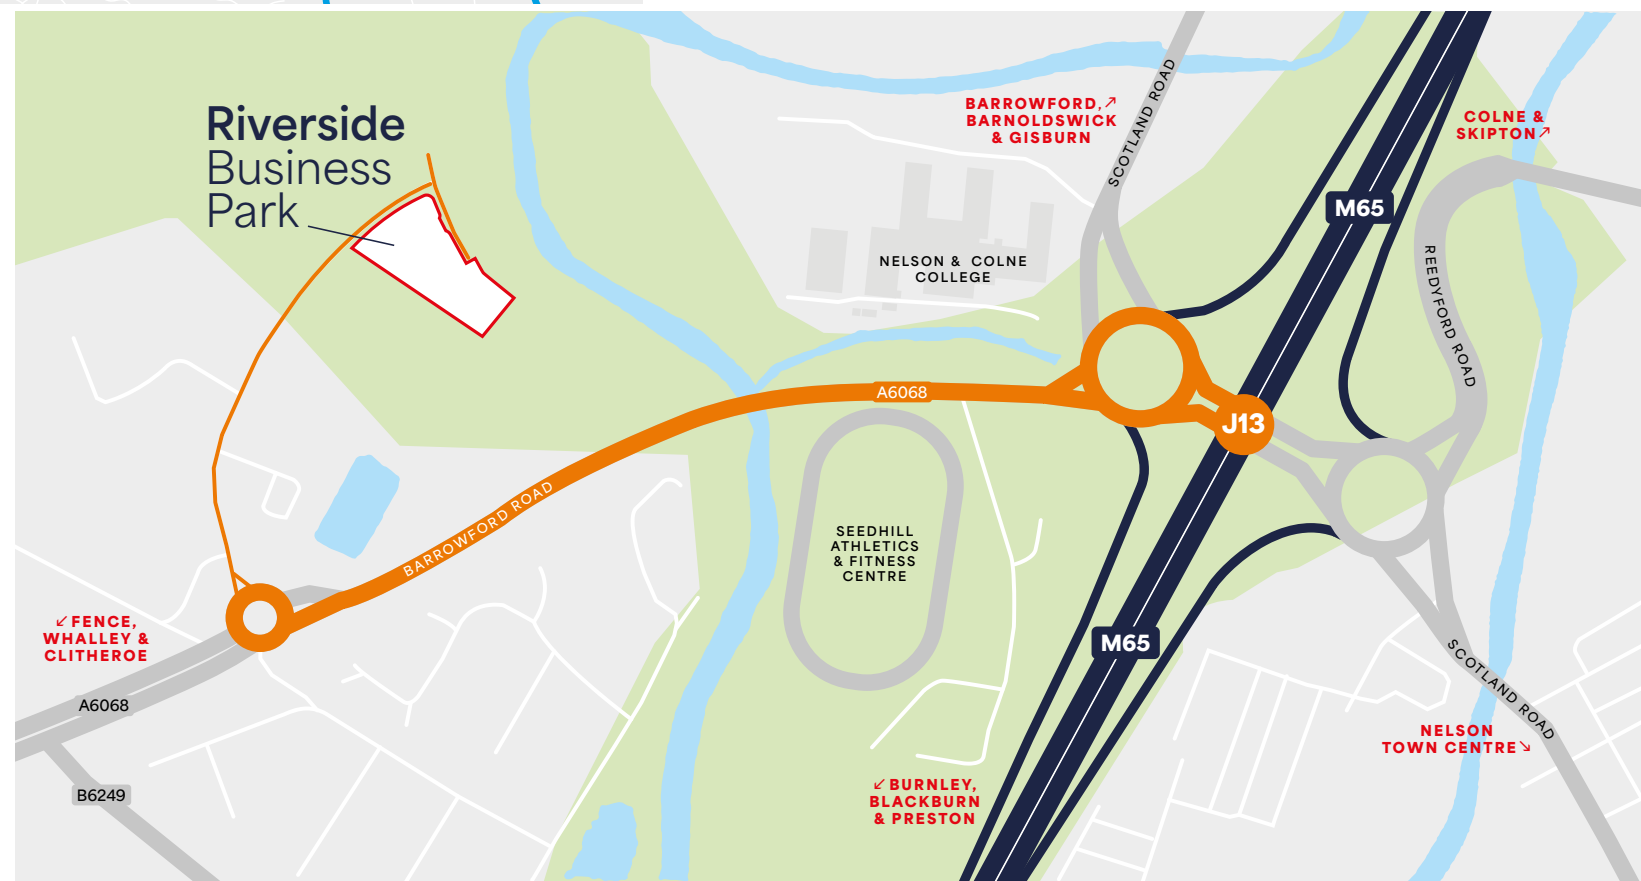 Riverside
Business
Park
BARROWFORD,↗
BARNOLDSWICK
& GISBURN
SCOTLAND ROAD
COLNE &
SKIPTON↗
M65
REEDYFORD ROAD
NELSON & COLNE
COLLEGE
A6068
J13
BARROWFORD ROAD
SEEDHILL
ATHLETICS
& FITNESS
CENTRE
↙FENCE,
WHALLEY &
CLITHEROE
M65
SCOTLAND ROAD
A6068
NELSON
TOWN CENTRE↘
B6249
↙BURNLEY,
BLACKBURN
& PRESTON